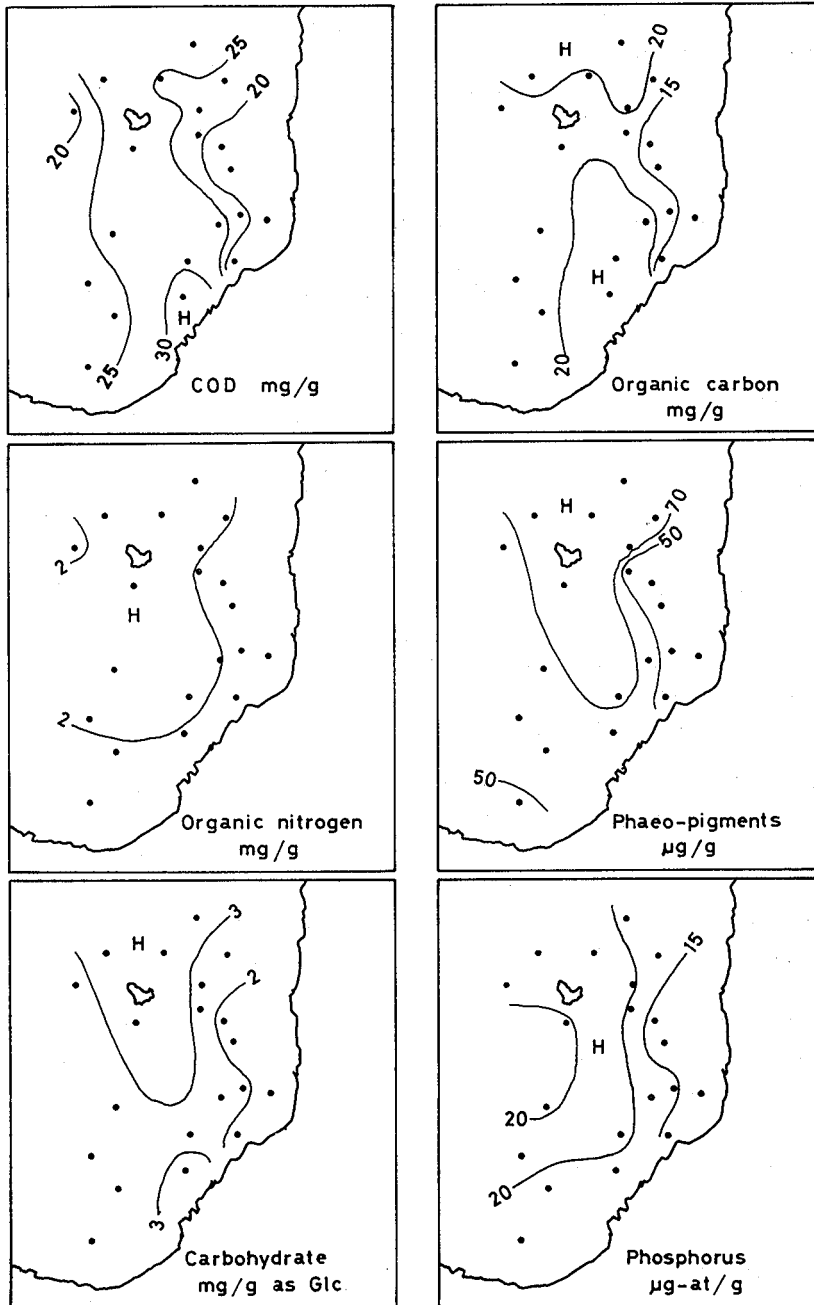 25
20
20
H
30
25
COD mg/g
H
20
15
H
20
Organic carbon
mg/g
2
H
2
Organic nitrogen
mg/g
H
70
50
50
Phaeo-pigments
µg/g
H
3
2
3
Carbohydrate
mg/g as Glc
15
H
20
20
Phosphorus
µg-at/g